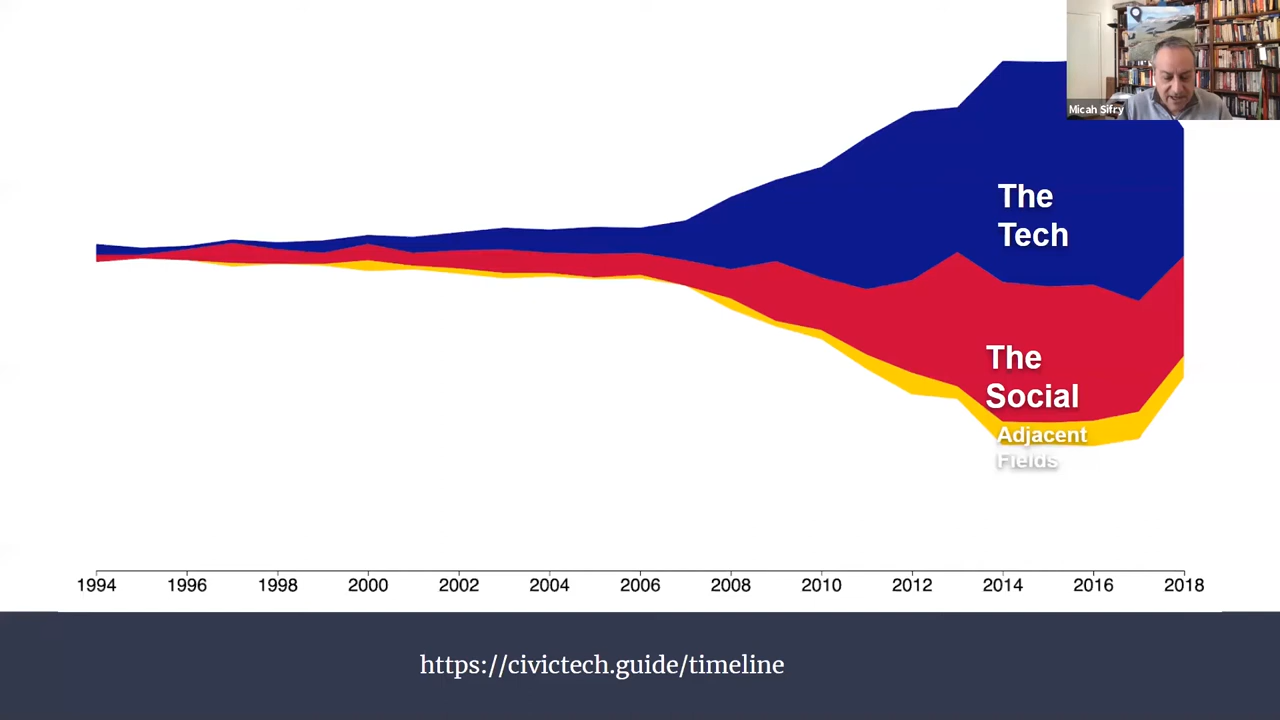 Micah Sifry
The
Tech
The
Social
Adjacent
Fields
1994 1996 1998 2000 2002 2004 2006 2008 2010 2012 2014 2016 2018
https://civictech.guide/timeline